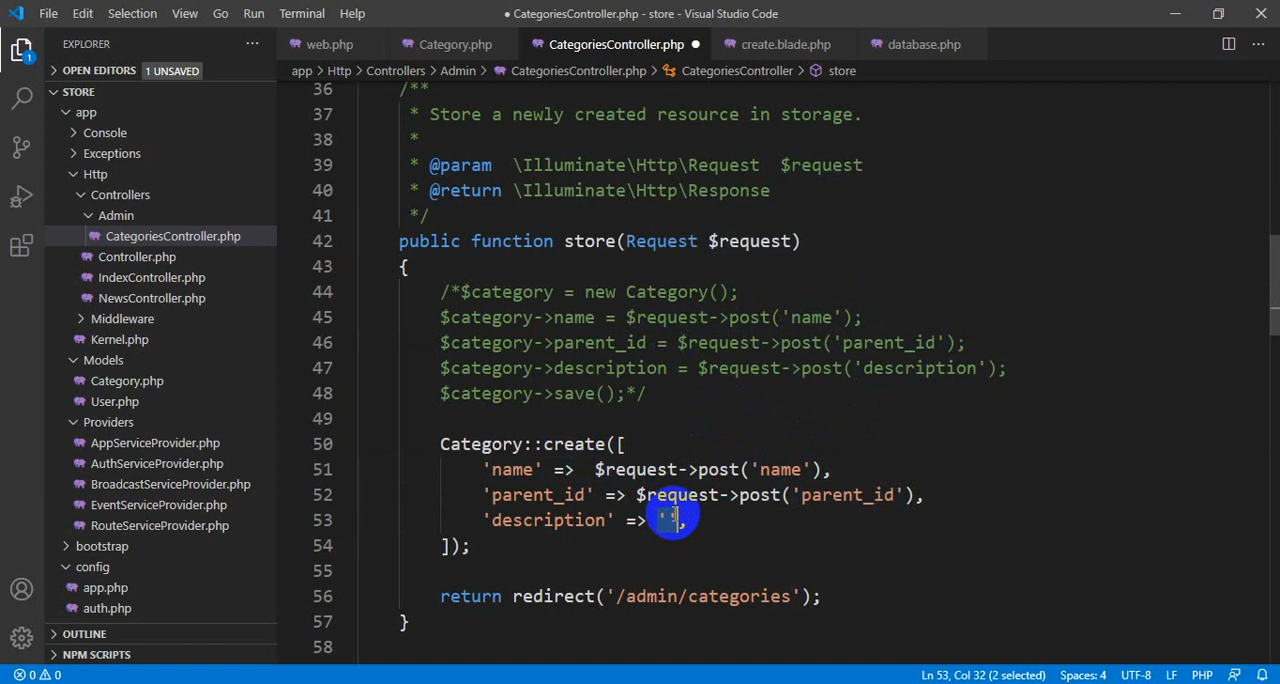 File Edit Selection View Go Run Terminal Help
● CategoriesController.php - store - Visual Studio Code
EXPLORER
web.php
Category.php
CategoriesController.php
create.blade.php
database.php
OPEN EDITORS 1 UNSAVED
app > Http > Controllers > Admin > CategoriesController.php > CategoriesController > store
STORE
app
Console
Exceptions
Http
Controllers
Admin
CategoriesController.php
Controller.php
IndexController.php
NewsController.php
Middleware
Kernel.php
Models
Category.php
User.php
Providers
AppServiceProvider.php
AuthServiceProvider.php
BroadcastServiceProvider.php
EventServiceProvider.php
RouteServiceProvider.php
bootstrap
config
app.php
auth.php
OUTLINE
NPM SCRIPTS
1
36 /**
37 * Store a newly created resource in storage.
38 *
39 * @param  \Illuminate\Http\Request  $request
40 * @return \Illuminate\Http\Response
41 */
42 public function store(Request $request)
43 {
44 /*$category = new Category();
45 $category->name = $request->post('name');
46 $category->parent_id = $request->post('parent_id');
47 $category->description = $request->post('description');
48 $category->save();*/
49
50 Category::create([
51 'name' =>  $request->post('name'),
52 'parent_id' => $request->post('parent_id'),
53 'description' => '',
54 ]);
55
56 return redirect('/admin/categories');
57 }
58
0 0
Ln 53, Col 32 (2 selected) Spaces: 4 UTF-8 LF PHP